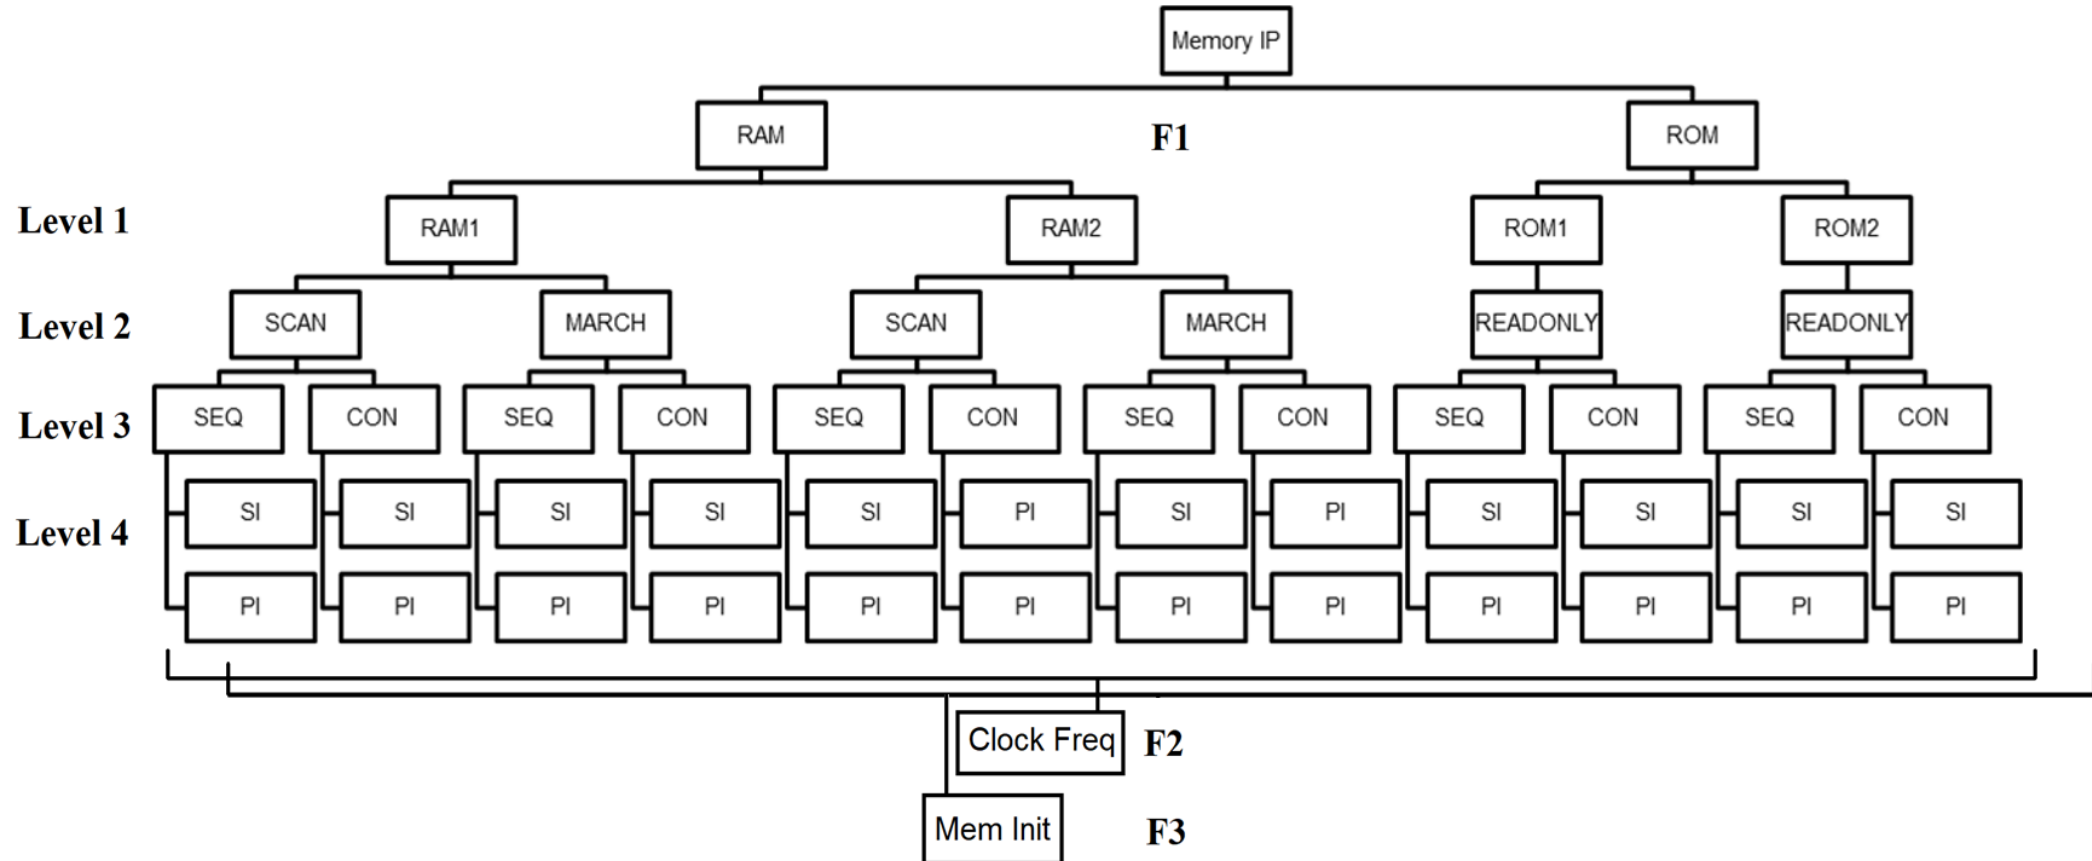 Memory IP
RAM F1 ROM
Level 1 RAM1 RAM2 ROM1 ROM2
Level 2 SCAN MARCH SCAN MARCH READONLY READONLY
Level 3 SEQ CON SEQ CON SEQ CON SEQ CON SEQ CON SEQ CON
Level 4 SI SI SI SI SI PI SI PI SI SI SI SI
PI PI PI PI PI PI PI PI PI PI PI PI
Clock Freq F2
Mem Init F3